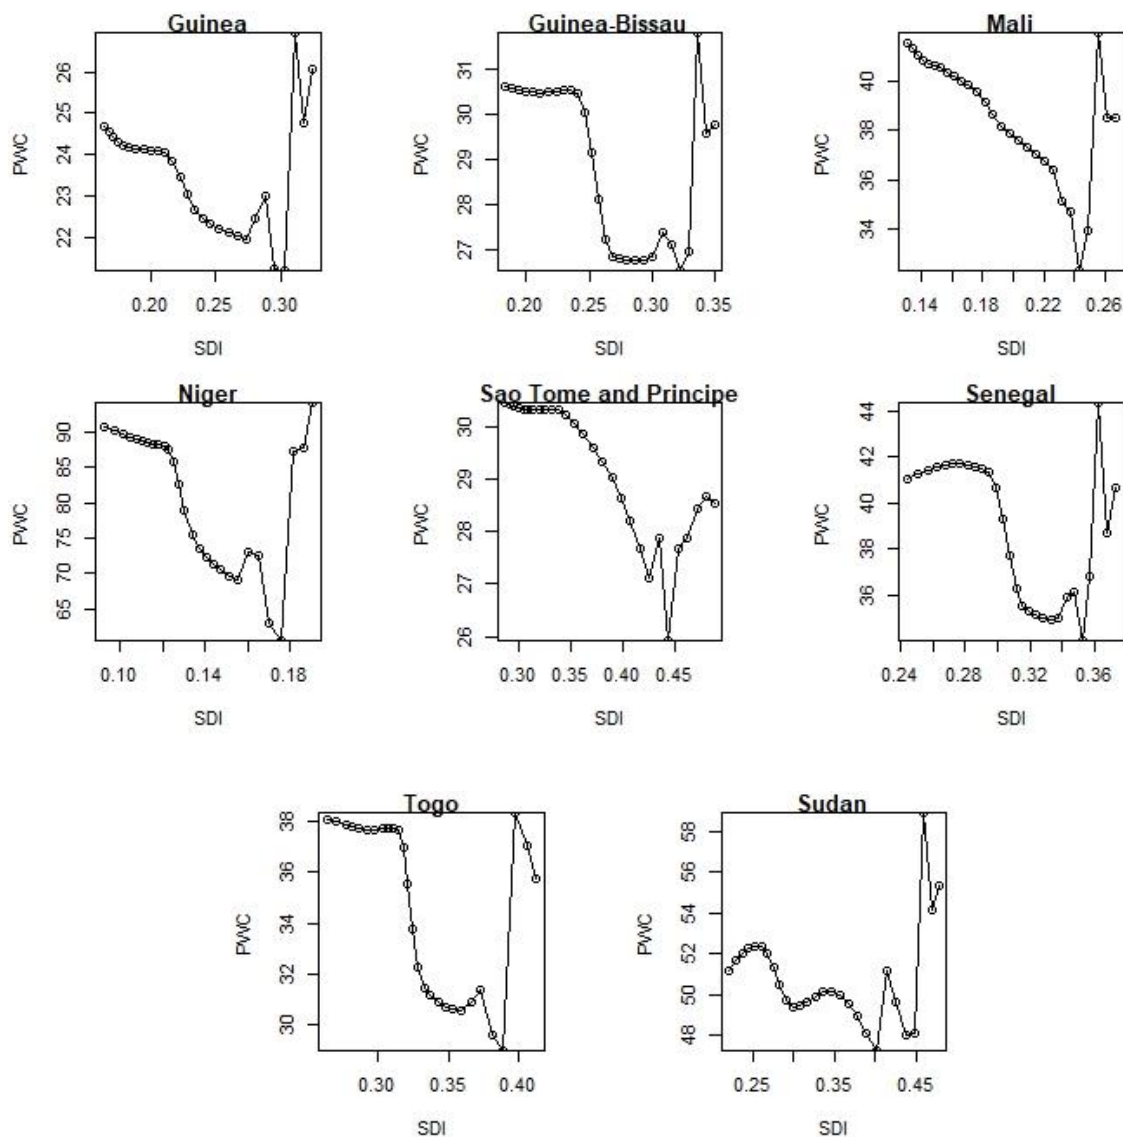 Guinea
Guinea-Bissau
Mali
PWC
22 23 24 25 26
0.20 0.30
SDI
PWC
27 28 29 30 31
0.20 0.25 0.30 0.35
SDI
PWC
34 36 38 40
0.14 0.18 0.22 0.26
SDI
Niger
Sao Tome and Principe
Senegal
PWC
65 70 75 80 85 90
0.10 0.14 0.18
SDI
PWC
26 27 28 29 30
0.30 0.35 0.40 0.45
SDI
PWC
36 38 40 42 44
0.24 0.28 0.32 0.36
SDI
Togo
Sudan
PWC
30 32 34 36 38
0.30 0.35 0.40
SDI
PWC
48 50 52 54 56 58
0.25 0.35 0.45
SDI